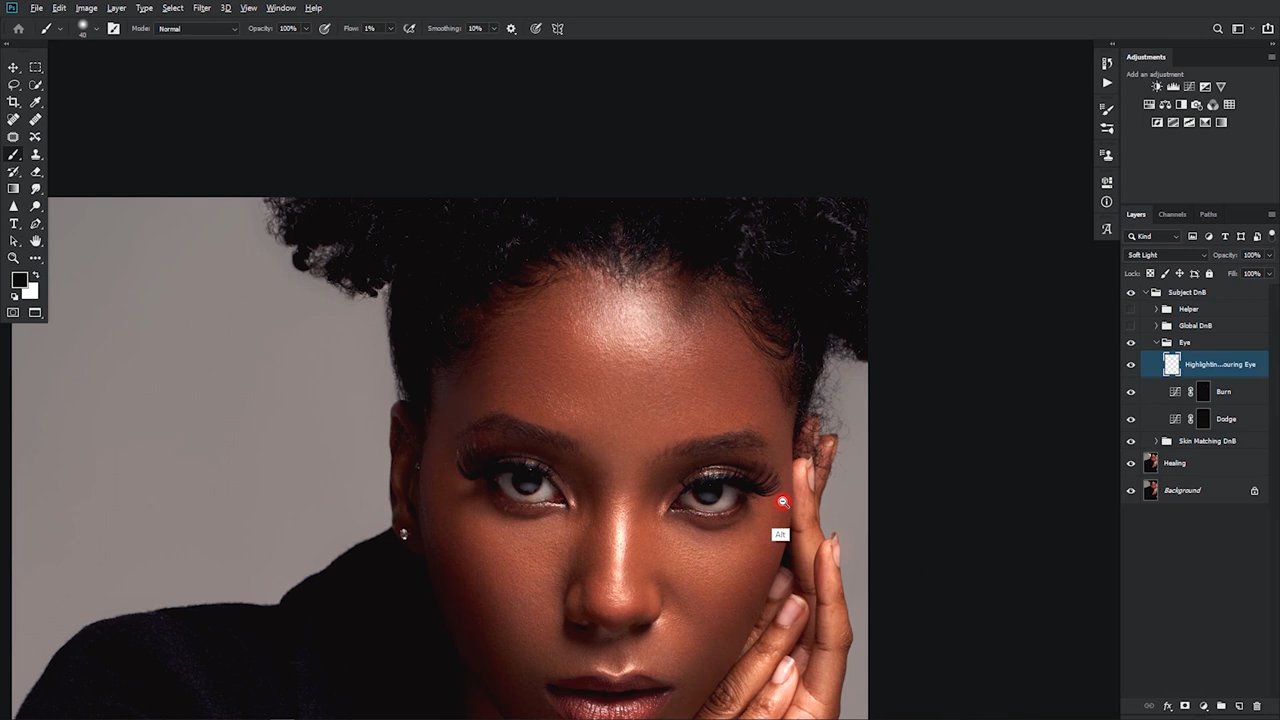 Ps File Edit Image Layer Type Select Filter 3D View Window Help
40 Mode: Normal Opacity: 100% Flow: 1% Smoothing: 10%
Adjustments
Add an adjustment
Layers Channels Paths
Kind
Soft Light Opacity: 100%
Lock: Fill: 100%
Subject DnB
Helper
Global DnB
Eye
Highlightin...ouring Eye
Burn
Dodge
Skin Matching DnB
Healing
Background
Alt